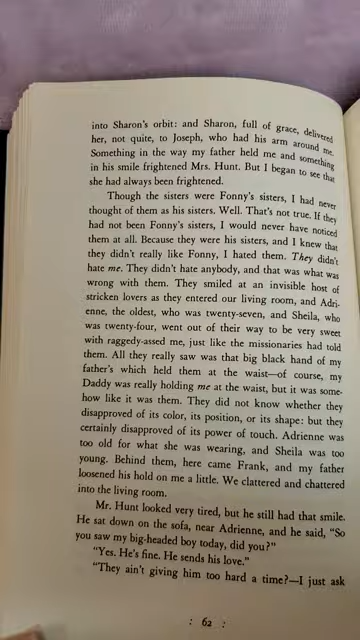 into Sharon's orbit: and Sharon, full of grace, delivered
her, not quite, to Joseph, who had his arm around me.
Something in the way my father held me and something
in his smile frightened Mrs. Hunt. But I began to see that
she had always been frightened.
Though the sisters were Fonny's sisters, I had never
thought of them as his sisters. Well. That's not true. If they
had not been Fonny's sisters, I would never have noticed
them at all. Because they were his sisters, and I knew that
they didn't really like Fonny, I hated them. They didn't
hate me. They didn't hate anybody, and that was what was
wrong with them. They smiled at an invisible host of
stricken lovers as they entered our living room, and Adri-
enne, the oldest, who was twenty-seven, and Sheila, who
was twenty-four, went out of their way to be very sweet
with raggedy-assed me, just like the missionaries had told
them. All they really saw was that big black hand of my
father's which held them at the waist—of course, my
Daddy was really holding me at the waist, but it was some-
how like it was them. They did not know whether they
disapproved of its color, its position, or its shape: but they
certainly disapproved of its power of touch. Adrienne was
too old for what she was wearing, and Sheila was too
young. Behind them, here came Frank, and my father
loosened his hold on me a little. We clattered and chattered
into the living room.
Mr. Hunt looked very tired, but he still had that smile.
He sat down on the sofa, near Adrienne, and he said, "So
you saw my big-headed boy today, did you?"
"Yes. He's fine. He sends his love."
"They ain't giving him too hard a time?—I just ask
: 62 :